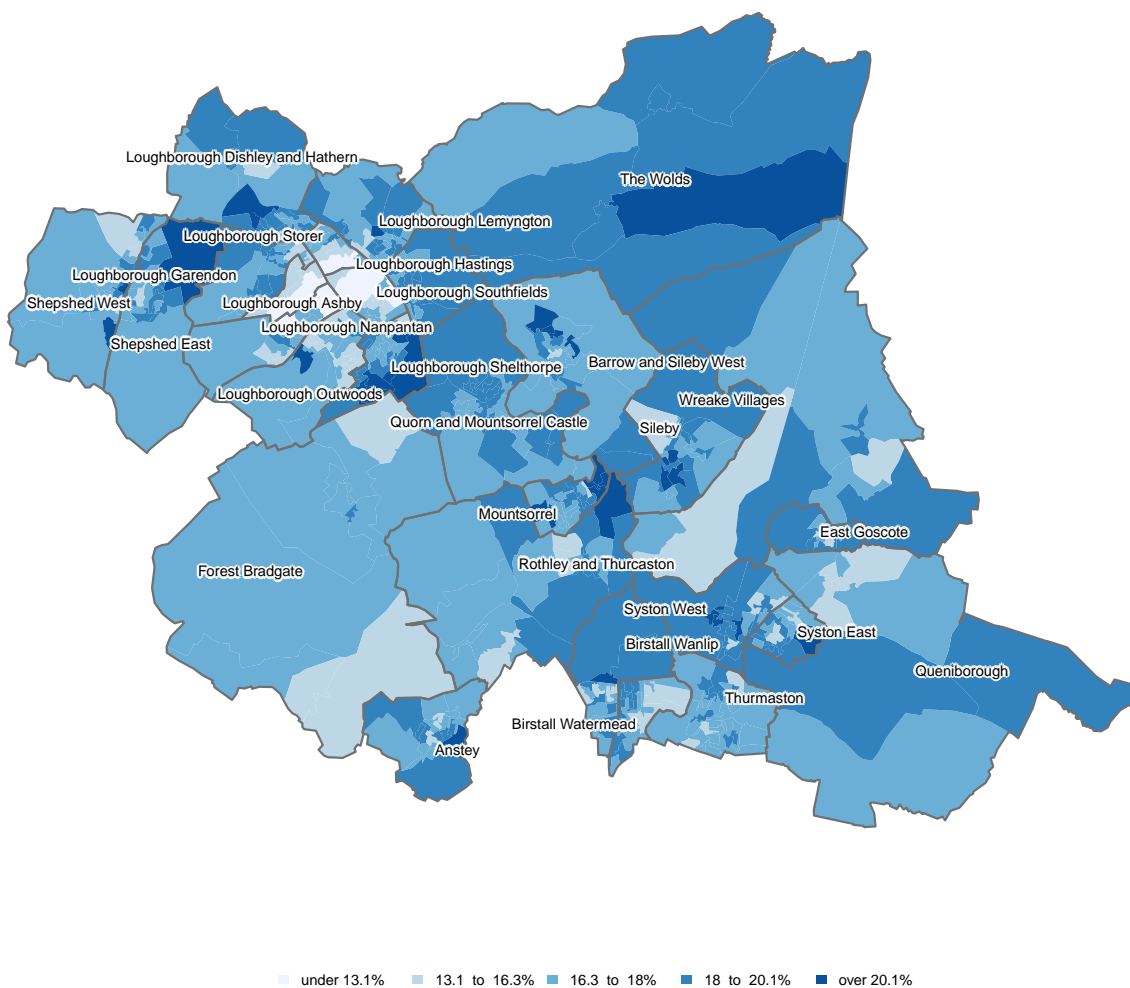 Loughborough Dishley and Hathern
The Wolds
Loughborough Lemyngton
Loughborough Storer
Loughborough Hastings
Loughborough Garendon
Loughborough Southfields
Shepshed West
Loughborough Ashby
Loughborough Nanpantan
Shepshed East
Barrow and Sileby West
Loughborough Shelthorpe
Loughborough Outwoods
Wreake Villages
Quorn and Mountsorrel Castle
Sileby
Mountsorrel
East Goscote
Rothley and Thurcaston
Forest Bradgate
Syston West
Syston East
Birstall Wanlip
Queniborough
Thurmaston
Birstall Watermead
Anstey
under 13.1%
13.1 to 16.3%
16.3 to 18%
18 to 20.1%
over 20.1%